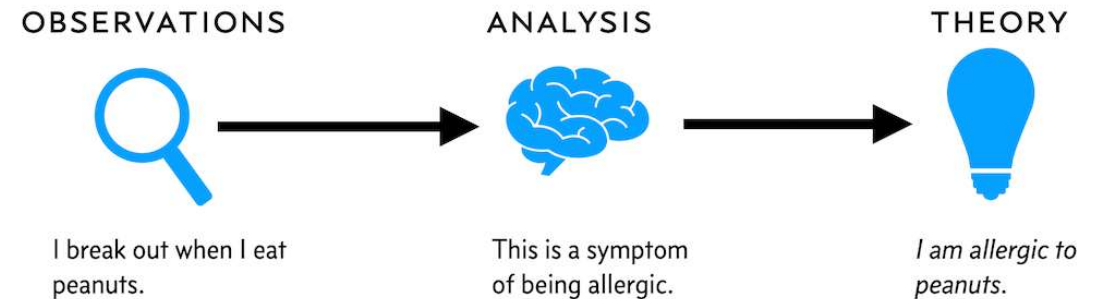 OBSERVATIONS
ANALYSIS
THEORY
I break out when I eat
peanuts.
This is a symptom
of being allergic.
I am allergic to
peanuts.